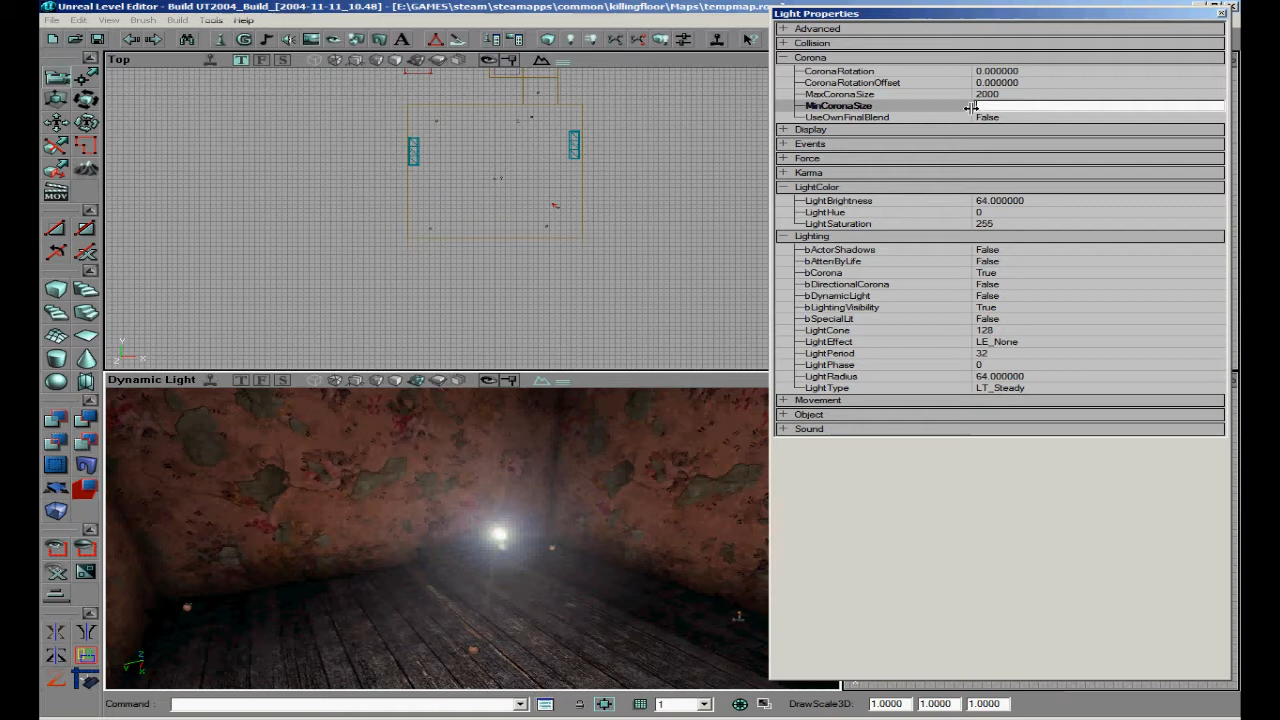 Unreal Level Editor - Build UT2004_Build_[2004-11-11_10.48] - [E:\GAMES\steam\steamapps\common\killingfloor\Maps\tempmap.ro
File Edit View Brush Build Tools Help
Top
T F S
Dynamic Light
T F S
MOV
Light Properties
Advanced
Collision
Corona
CoronaRotation 0.000000
CoronaRotationOffset 0.000000
MaxCoronaSize 2000
MinCoronaSize
UseOwnFinalBlend False
Display
Events
Force
Karma
LightColor
LightBrightness 64.000000
LightHue 0
LightSaturation 255
Lighting
bActorShadows False
bAttenByLife False
bCorona True
bDirectionalCorona False
bDynamicLight False
bLightingVisibility True
bSpecialLit False
LightCone 128
LightEffect LE_None
LightPeriod 32
LightPhase 0
LightRadius 64.000000
LightType LT_Steady
Movement
Object
Sound
Command :
1
DrawScale3D: 1.0000 1.0000 1.0000